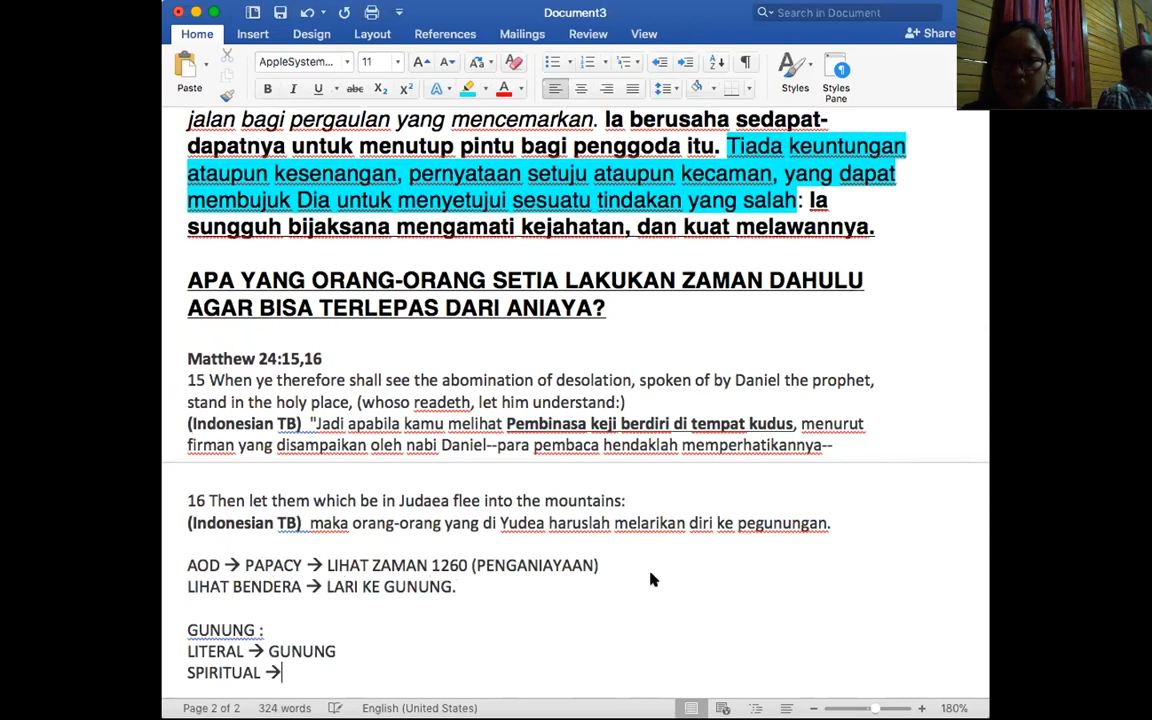 Document3
Search in Document
Home Insert Design Layout References Mailings Review View Share
Paste
AppleSystem... 11
Styles Styles Pane
jalan bagi pergaulan yang mencemarkan. Ia berusaha sedapat-
dapatnya untuk menutup pintu bagi penggoda itu. Tiada keuntungan
ataupun kesenangan, pernyataan setuju ataupun kecaman, yang dapat
membujuk Dia untuk menyetujui sesuatu tindakan yang salah: Ia
sungguh bijaksana mengamati kejahatan, dan kuat melawannya.
APA YANG ORANG-ORANG SETIA LAKUKAN ZAMAN DAHULU
AGAR BISA TERLEPAS DARI ANIAYA?
Matthew 24:15,16
15 When ye therefore shall see the abomination of desolation, spoken of by Daniel the prophet,
stand in the holy place, (whoso readeth, let him understand:)
(Indonesian TB) "Jadi apabila kamu melihat Pembinasa keji berdiri di tempat kudus, menurut
firman yang disampaikan oleh nabi Daniel--para pembaca hendaklah memperhatikannya--
16 Then let them which be in Judaea flee into the mountains:
(Indonesian TB) maka orang-orang yang di Yudea haruslah melarikan diri ke pegunungan.
AOD → PAPACY → LIHAT ZAMAN 1260 (PENGANIAYAAN)
LIHAT BENDERA → LARI KE GUNUNG.
GUNUNG :
LITERAL → GUNUNG
SPIRITUAL →
Page 2 of 2 324 words English (United States) 180%